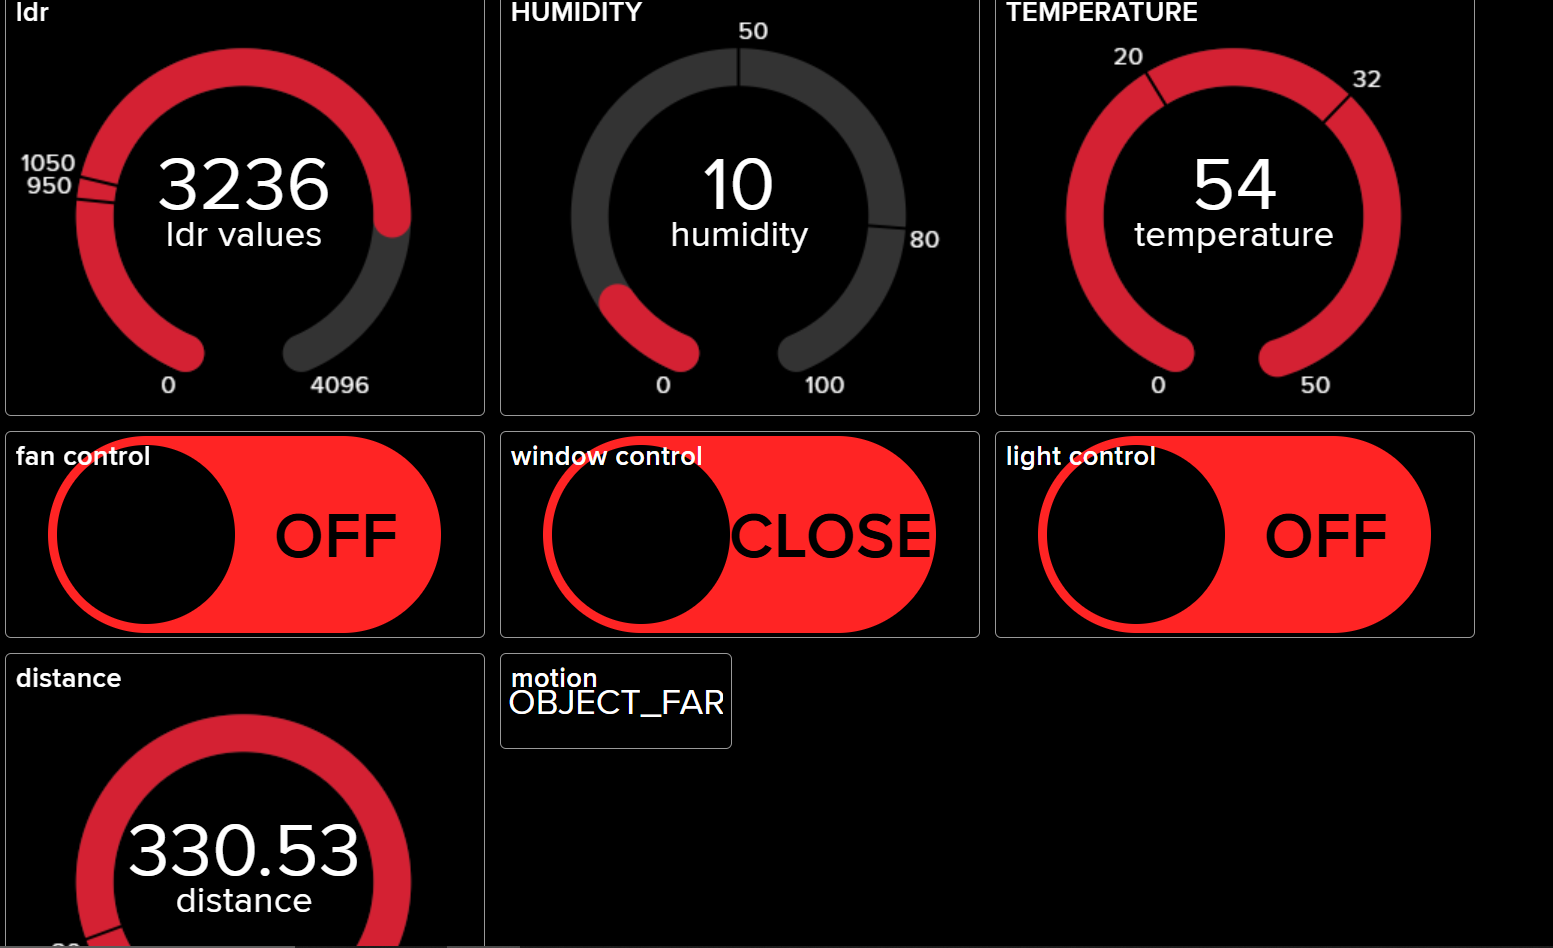 ldr
1050
950
3236
ldr values
0
4096
HUMIDITY
50
10
humidity
80
0
100
TEMPERATURE
20
32
54
temperature
0
50
fan control
OFF
window control
CLOSE
light control
OFF
distance
330.53
distance
motion
OBJECT_FAR